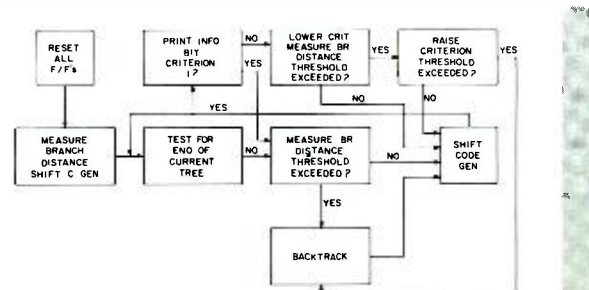 RESET
ALL
F/F's
PRINT INFO
BIT
CRITERION
1?
NO
YES
LOWER CRIT
MEASURE BR
DISTANCE
THRESHOLD
EXCEEDED?
YES
NO
RAISE
CRITERION
THRESHOLD
EXCEEDED?
YES
NO
YES
MEASURE
BRANCH
DISTANCE
SHIFT C GEN
TEST FOR
END OF
CURRENT
TREE
NO
MEASURE BR
DISTANCE
THRESHOLD
EXCEEDED?
NO
YES
SHIFT
CODE
GEN
BACKTRACK